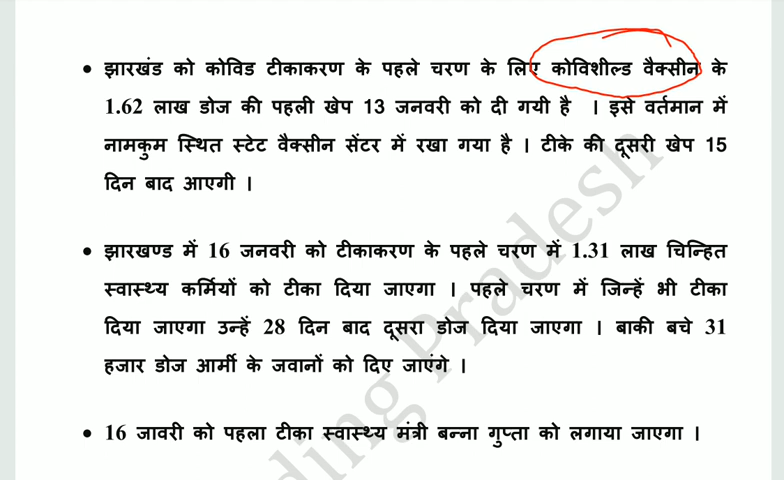 • झारखंड को कोविड टीकाकरण के पहले चरण के लिए कोविशील्ड वैक्सीन के
1.62 लाख डोज की पहली खेप 13 जनवरी को दी गयी है । इसे वर्तमान में
नामकुम स्थित स्टेट वैक्सीन सेंटर में रखा गया है । टीके की दूसरी खेप 15
दिन बाद आएगी ।
• झारखण्ड में 16 जनवरी को टीकाकरण के पहले चरण में 1.31 लाख चिन्हित
स्वास्थ्य कर्मियों को टीका दिया जाएगा । पहले चरण में जिन्हें भी टीका
दिया जाएगा उन्हें 28 दिन बाद दूसरा डोज दिया जाएगा । बाकी बचे 31
हजार डोज आर्मी के जवानों को दिए जाएंगे ।
• 16 जावरी को पहला टीका स्वास्थ्य मंत्री बन्ना गुप्ता को लगाया जाएगा ।
ding Pradesh